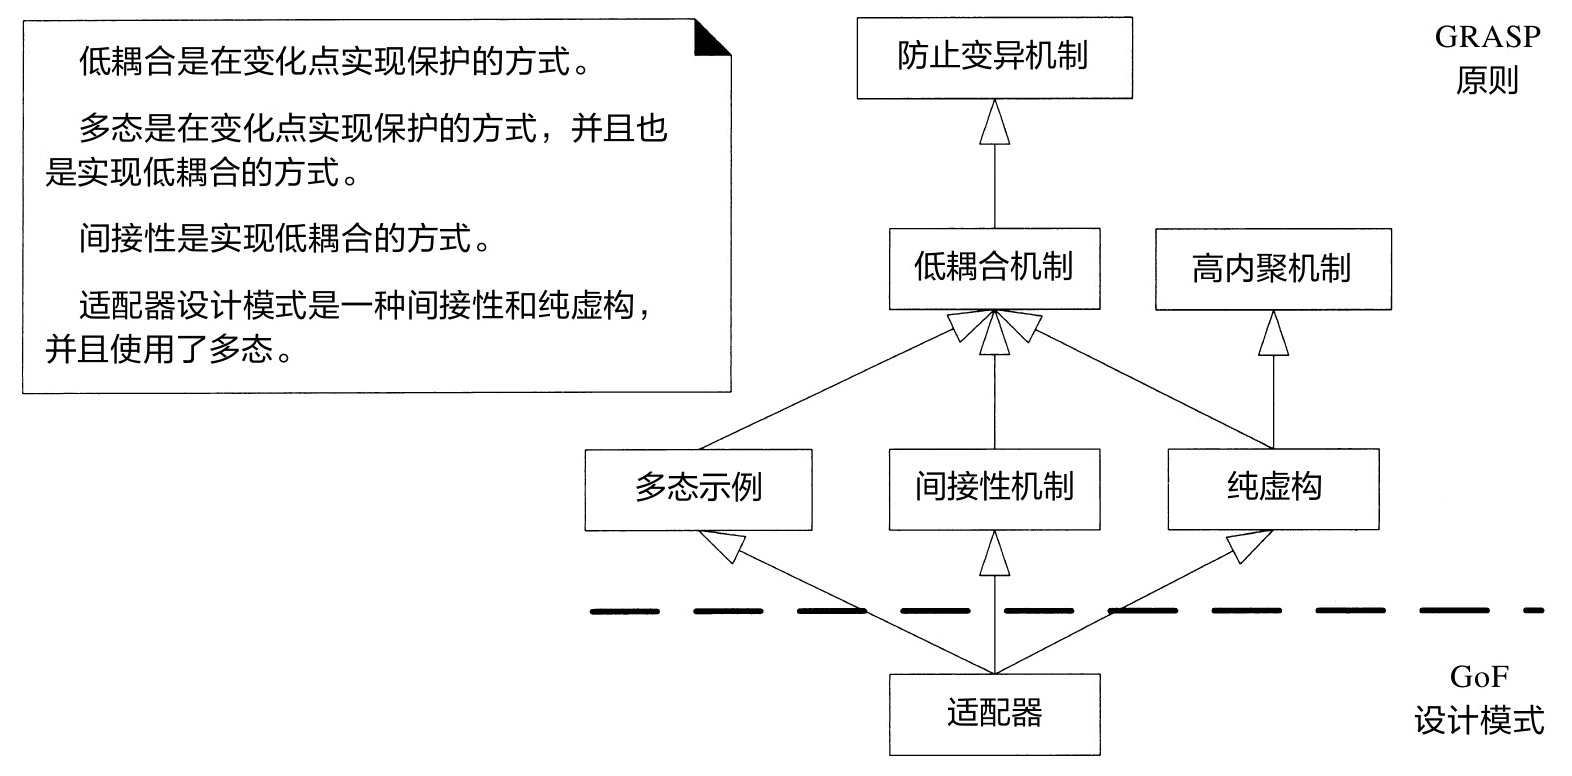 低耦合是在变化点实现保护的方式。
多态是在变化点实现保护的方式，并且也
是实现低耦合的方式。
间接性是实现低耦合的方式。
适配器设计模式是一种间接性和纯虚构，
并且使用了多态。
防止变异机制
GRASP
原则
低耦合机制
高内聚机制
多态示例
间接性机制
纯虚构
适配器
GoF
设计模式